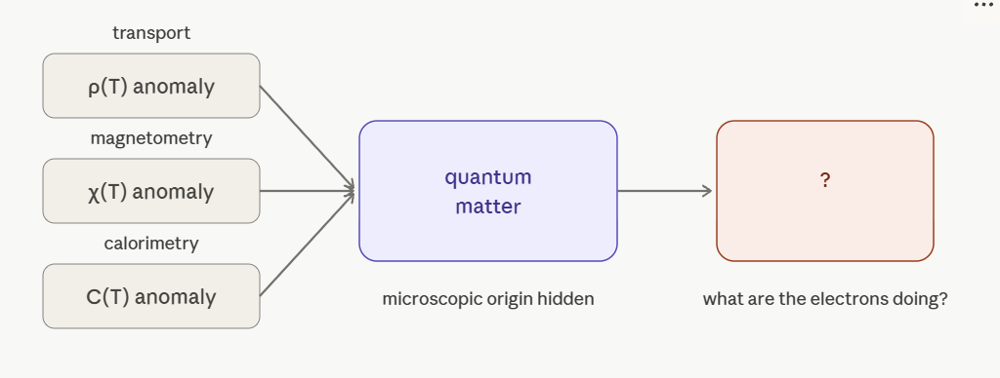 transport
ρ(T) anomaly
magnetometry
χ(T) anomaly
calorimetry
C(T) anomaly
quantum
matter
microscopic origin hidden
?
what are the electrons doing?